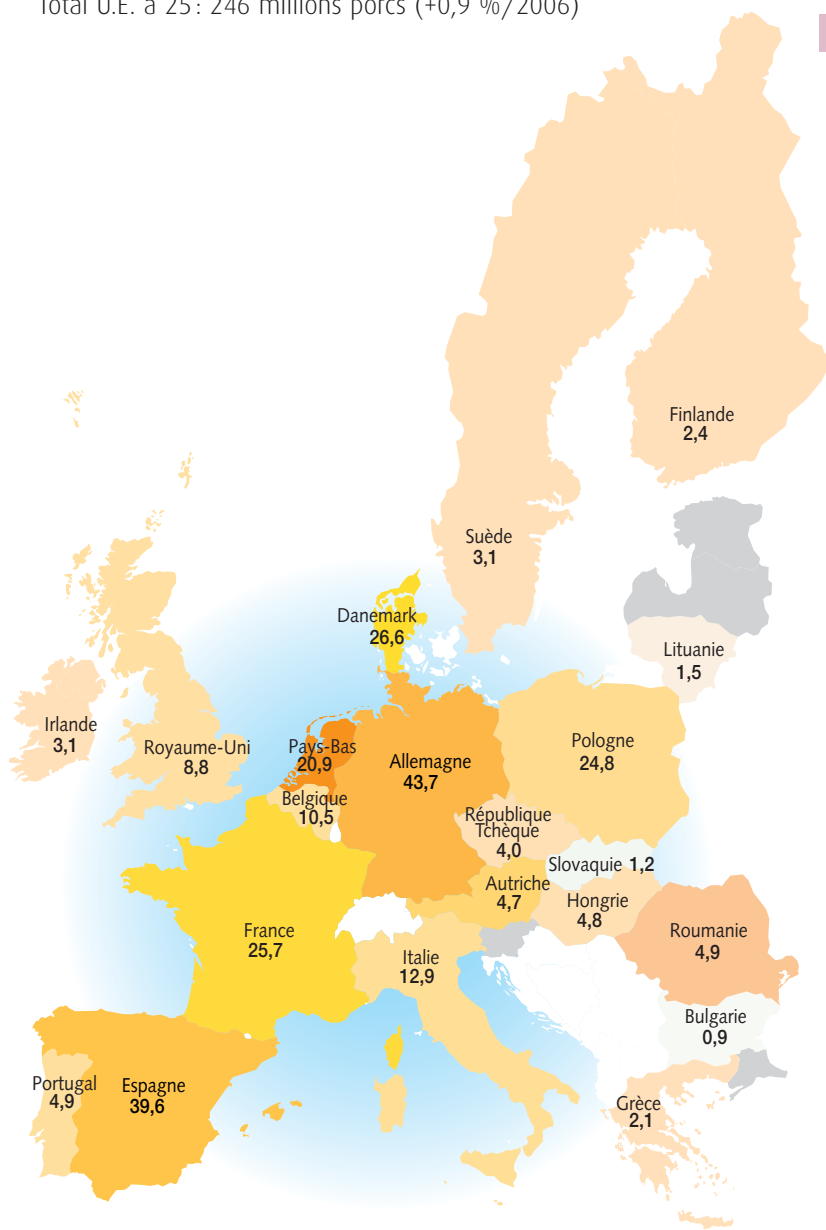 Total U.E. à 25 : 246 millions porcs (+0,9 %/2006)
Finlande
2,4
Suède
3,1
Danemark
26,6
Lituanie
1,5
Irlande
3,1
Royaume-Uni
8,8
Pays-Bas
20,9
Allemagne
43,7
Pologne
24,8
Belgique
10,5
République
Tchèque
4,0
Slovaquie 1,2
Autriche
4,7
Hongrie
4,8
France
25,7
Italie
12,9
Roumanie
4,9
Bulgarie
0,9
Portugal
4,9
Espagne
39,6
Grèce
2,1